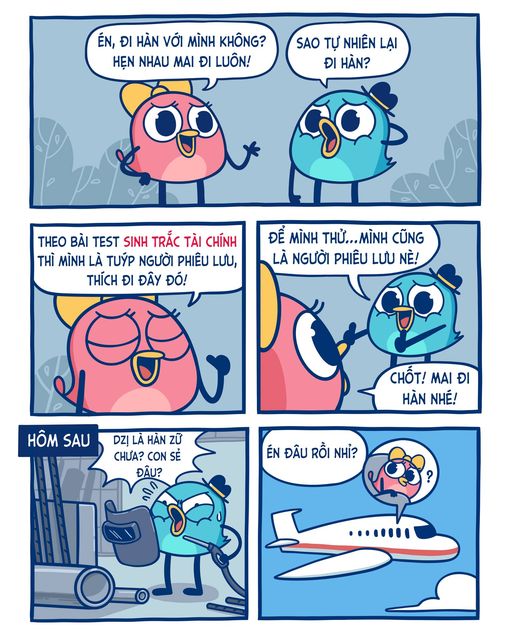 ÉN, ĐI HÀN VỚI MÌNH KHÔNG?
HẸN NHAU MAI ĐI LUÔN!
SAO TỰ NHIÊN LẠI
ĐI HÀN?
THEO BÀI TEST SINH TRẮC TÀI CHÍNH
THÌ MÌNH LÀ TUÝP NGƯỜI PHIÊU LƯU,
THÍCH ĐI ĐÂY ĐÓ!
ĐỂ MÌNH THỬ...MÌNH CŨNG
LÀ NGƯỜI PHIÊU LƯU NÈ!
CHỐT! MAI ĐI
HÀN NHÉ!
HÔM SAU
DZỊ LÀ HÀN ZỮ
CHƯA? CON SẺ
ĐÂU?
ÉN ĐÂU RỒI NHỈ?
?